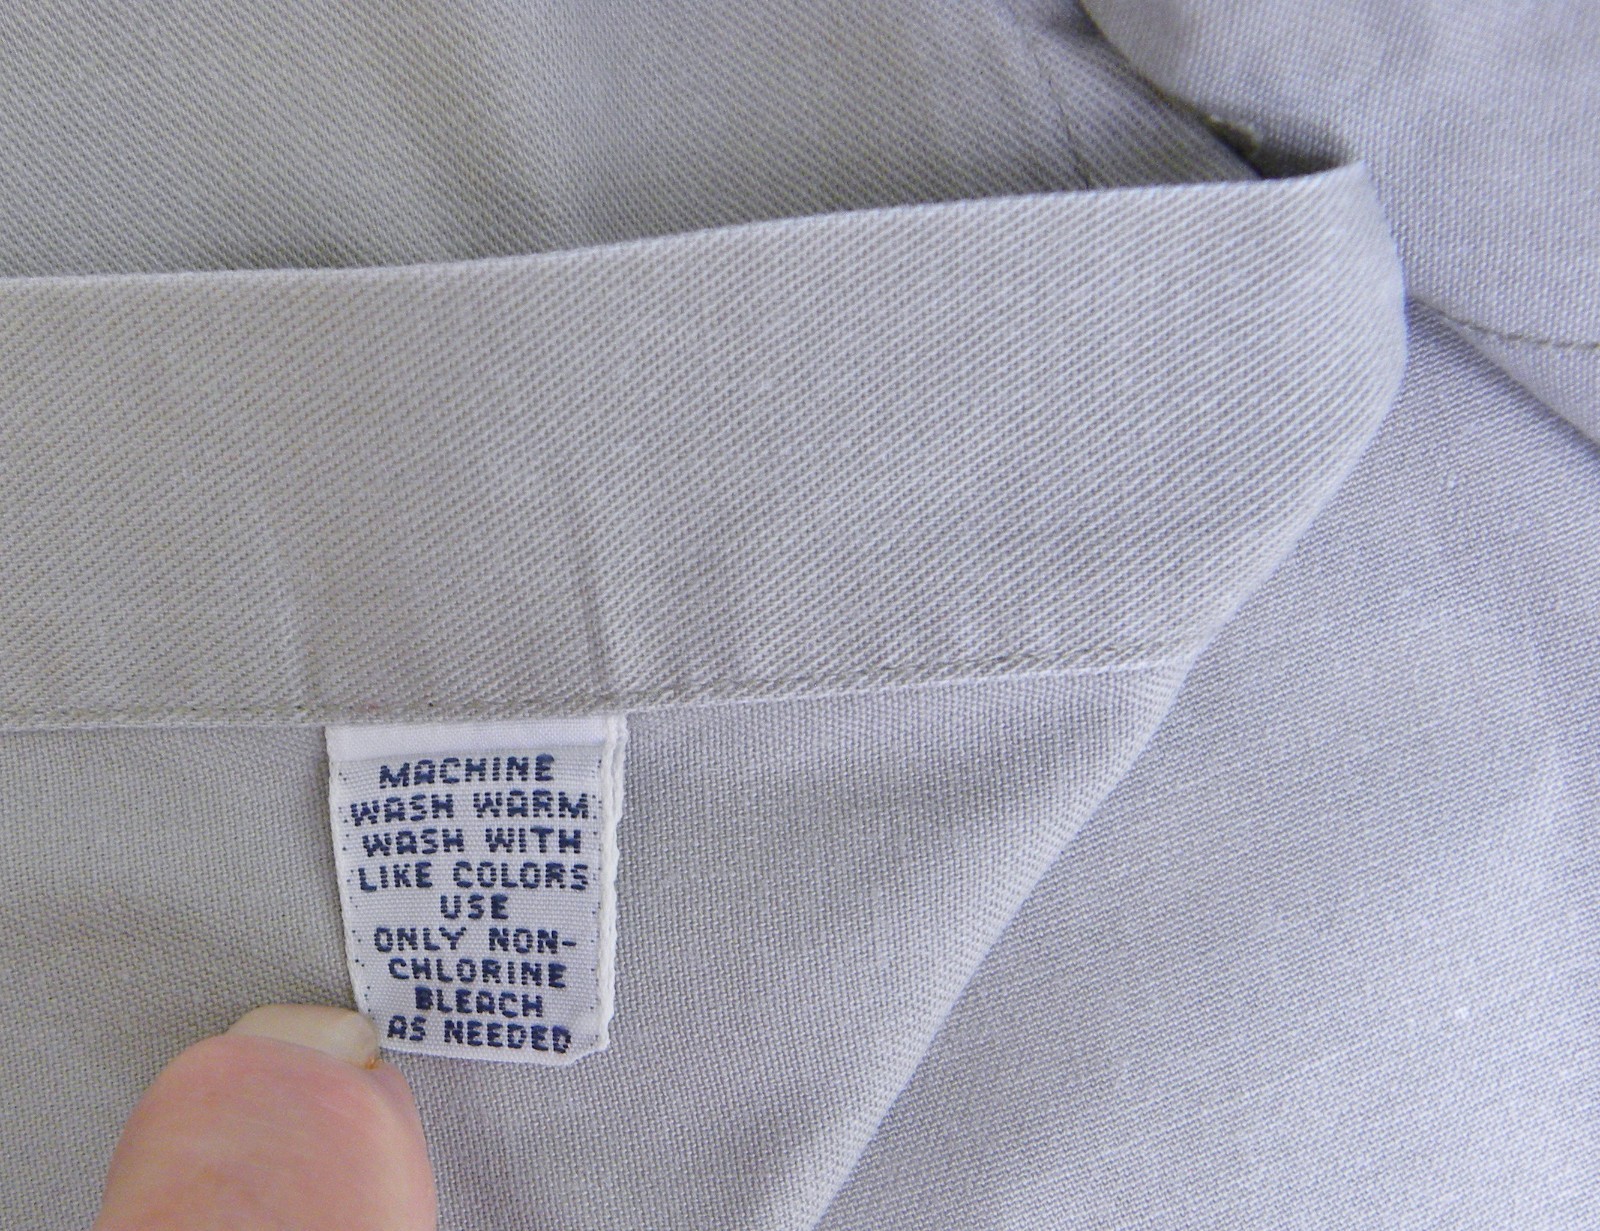 MACHINE
WASH WARM
WASH WITH
LIKE COLORS
USE
ONLY NON-
CHLORINE
BLEACH
AS NEEDED